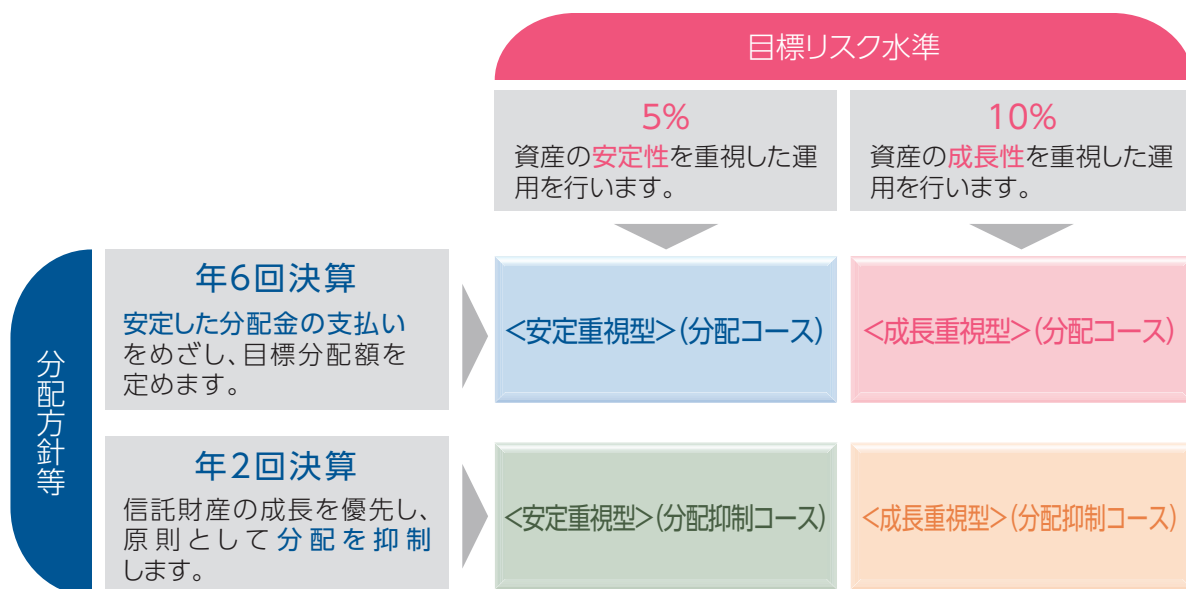 目標リスク水準
5%
資産の安定性を重視した運
用を行います。
10%
資産の成長性を重視した運
用を行います。
分配方針等
年6回決算
安定した分配金の支払い
をめざし、目標分配額を
定めます。
<安定重視型>(分配コース)
<成長重視型>(分配コース)
年2回決算
信託財産の成長を優先し、
原則として分配を抑制
します。
<安定重視型>(分配抑制コース)
<成長重視型>(分配抑制コース)